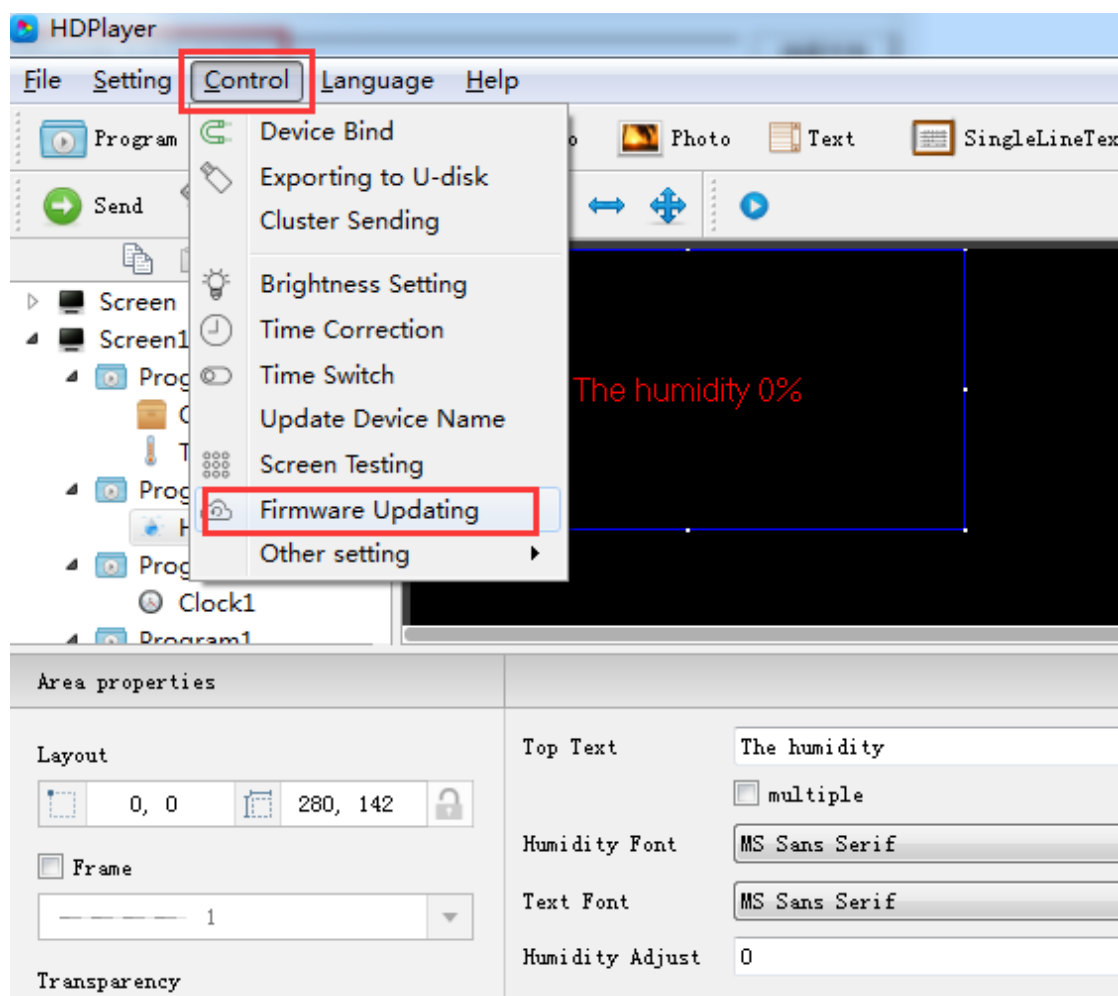 HDPlayer
File Setting Control Language Help
Program Photo Text SingleLineTex
Send
Device Bind
Exporting to U-disk
Cluster Sending
Brightness Setting
Time Correction
Time Switch
Update Device Name
Screen Testing
Firmware Updating
Other setting
Screen
Screen1
Prog
T
Prog
H
Prog
Clock1
Program1
The humidity 0%
Area properties
Layout
0, 0 280, 142
Frame
1
Transparency
Top Text The humidity
multiple
Humidity Font MS Sans Serif
Text Font MS Sans Serif
Humidity Adjust 0